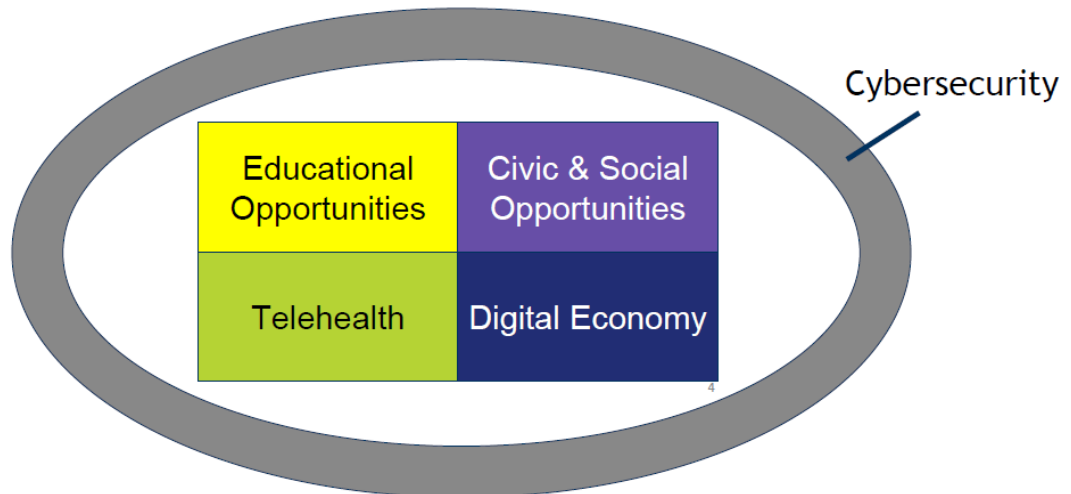 Cybersecurity
Educational
Opportunities
Civic & Social
Opportunities
Telehealth
Digital Economy
4